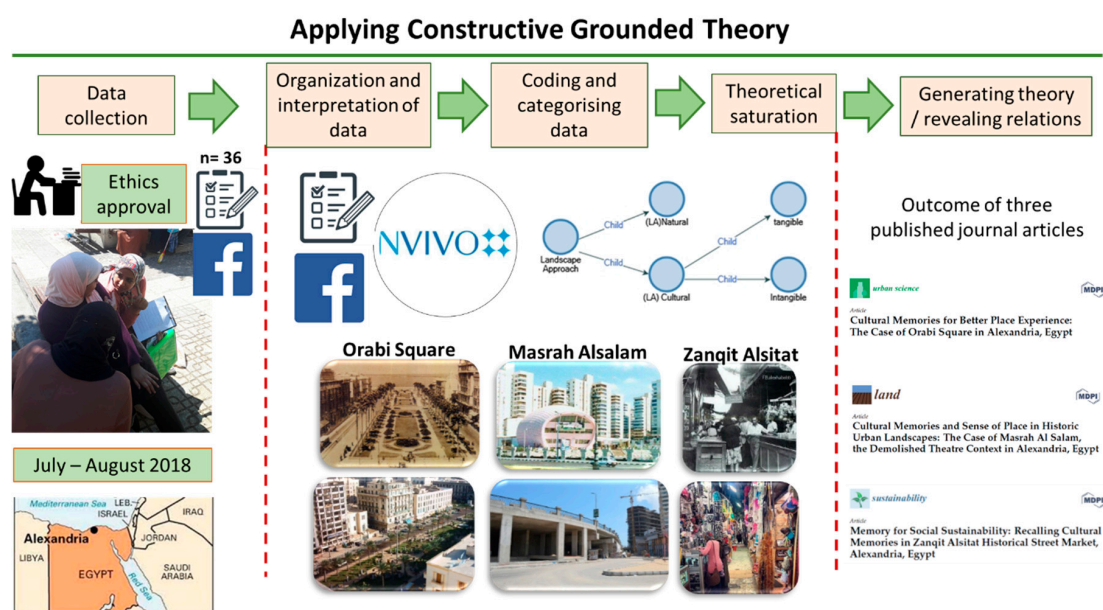 Applying Constructive Grounded Theory
Data
collection
Organization and
interpretation of
data
Coding and
categorising
data
Theoretical
saturation
Generating theory
/ revealing relations
n= 36
Ethics
approval
NVIVO
Landscape
Approach
Child
Child
(LA)Natural
(LA) Cultural
Child
Child
tangible
Intangible
Outcome of three
published journal articles
urban science
MDPI
Article
Cultural Memories for Better Place Experience:
The Case of Orabi Square in Alexandria, Egypt
land
MDPI
Article
Cultural Memories and Sense of Place in Historic
Urban Landscapes: The Case of Masrah Al Salam,
the Demolished Theatre Context in Alexandria, Egypt
sustainability
MDPI
Article
Memory for Social Sustainability: Recalling Cultural
Memories in Zanqit Alsitat Historical Street Market,
Alexandria, Egypt
Orabi Square
Masrah Alsalam
Zanqit Alsitat
July – August 2018
Mediterranean Sea
LEB.
ISRAEL
IRAQ
Alexandria
JORDAN
LIBYA
EGYPT
SAUDI
ARABIA
Red
Sea